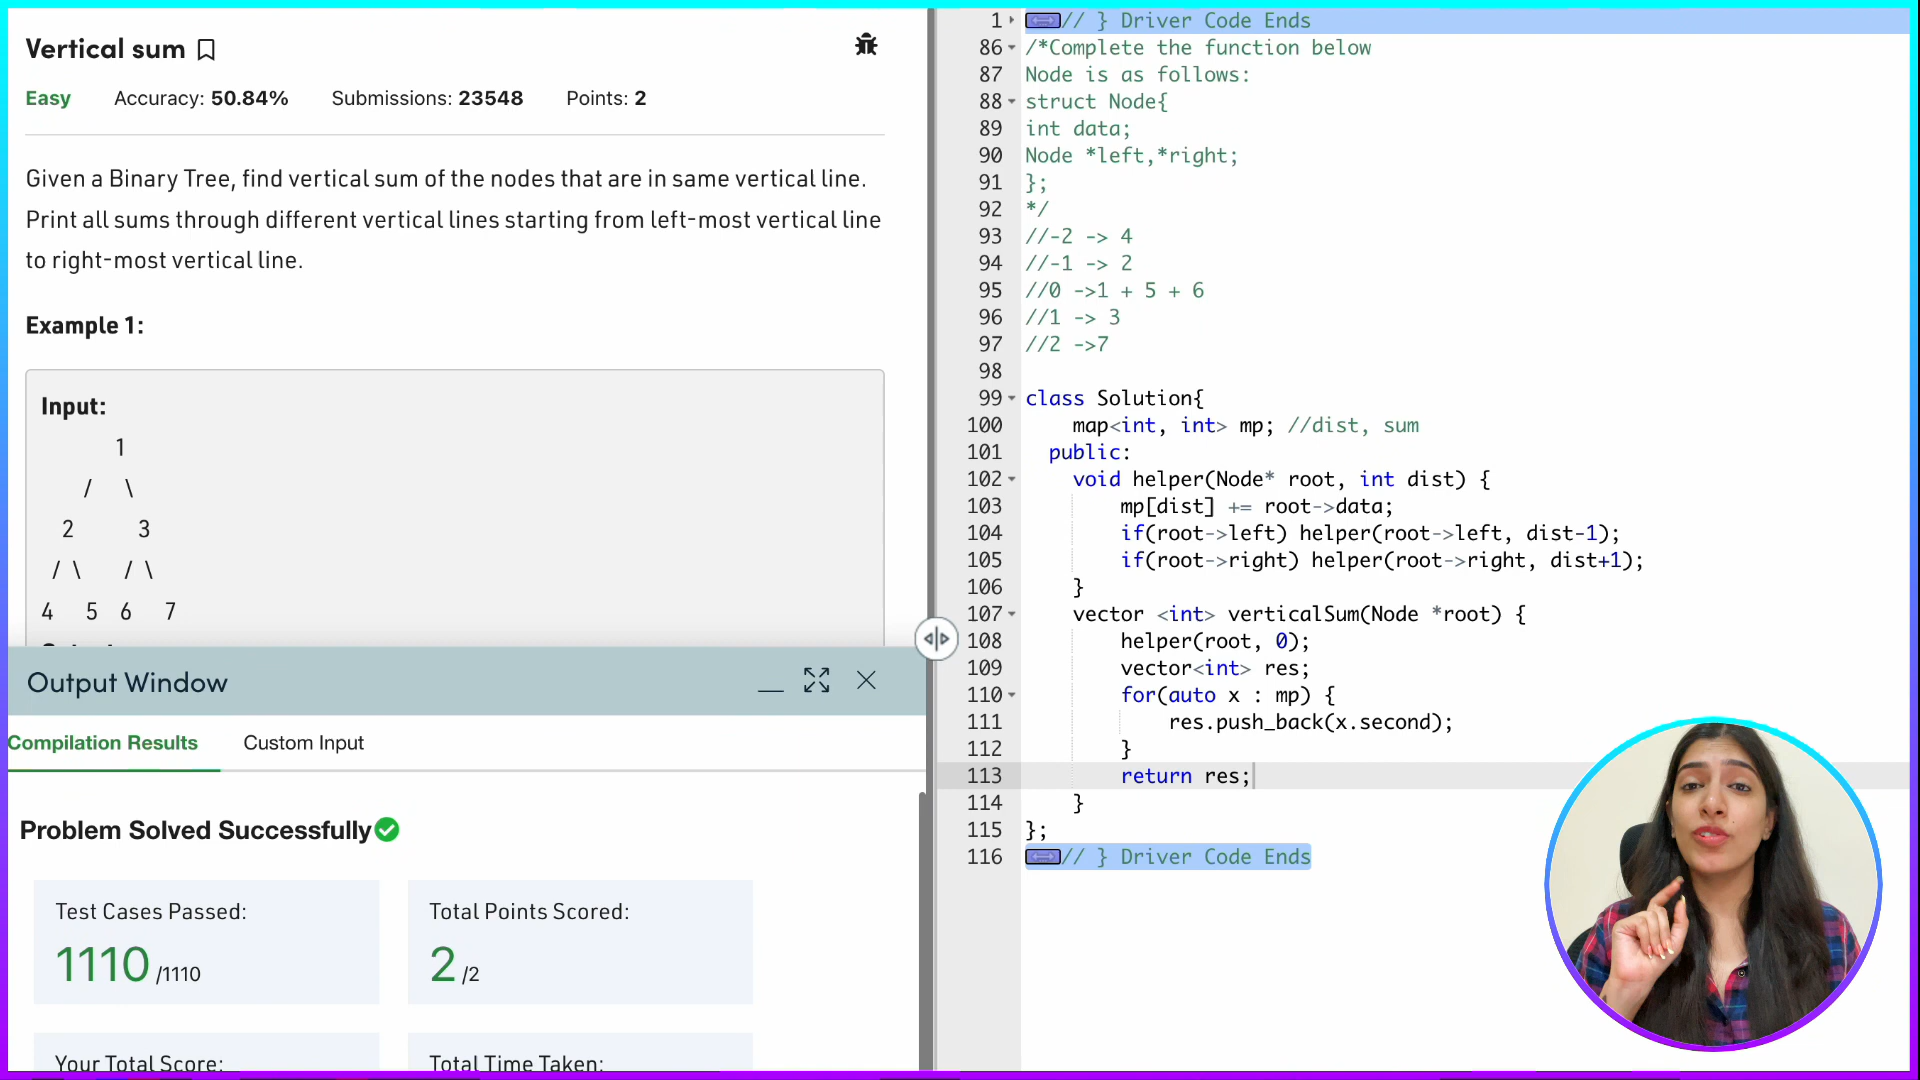 Vertical sum
Easy Accuracy: 50.84% Submissions: 23548 Points: 2
Given a Binary Tree, find vertical sum of the nodes that are in same vertical line.
Print all sums through different vertical lines starting from left-most vertical line
to right-most vertical line.
Example 1:
Input:
1
/ \
2 3
/ \ / \
4 5 6 7
Output Window
Compilation Results Custom Input
Problem Solved Successfully
Test Cases Passed: Total Points Scored:
1110 /1110 2 /2
Your Total Score: Total Time Taken:
1 // } Driver Code Ends
86 /*Complete the function below
87 Node is as follows:
88 struct Node{
89 int data;
90 Node *left,*right;
91 };
92 */
93 //-2 -> 4
94 //-1 -> 2
95 //0 ->1 + 5 + 6
96 //1 -> 3
97 //2 ->7
98
99 class Solution{
100 map<int, int> mp; //dist, sum
101 public:
102 void helper(Node* root, int dist) {
103 mp[dist] += root->data;
104 if(root->left) helper(root->left, dist-1);
105 if(root->right) helper(root->right, dist+1);
106 }
107 vector <int> verticalSum(Node *root) {
108 helper(root, 0);
109 vector<int> res;
110 for(auto x : mp) {
111 res.push_back(x.second);
112 }
113 return res;
114 }
115 };
116 // } Driver Code Ends